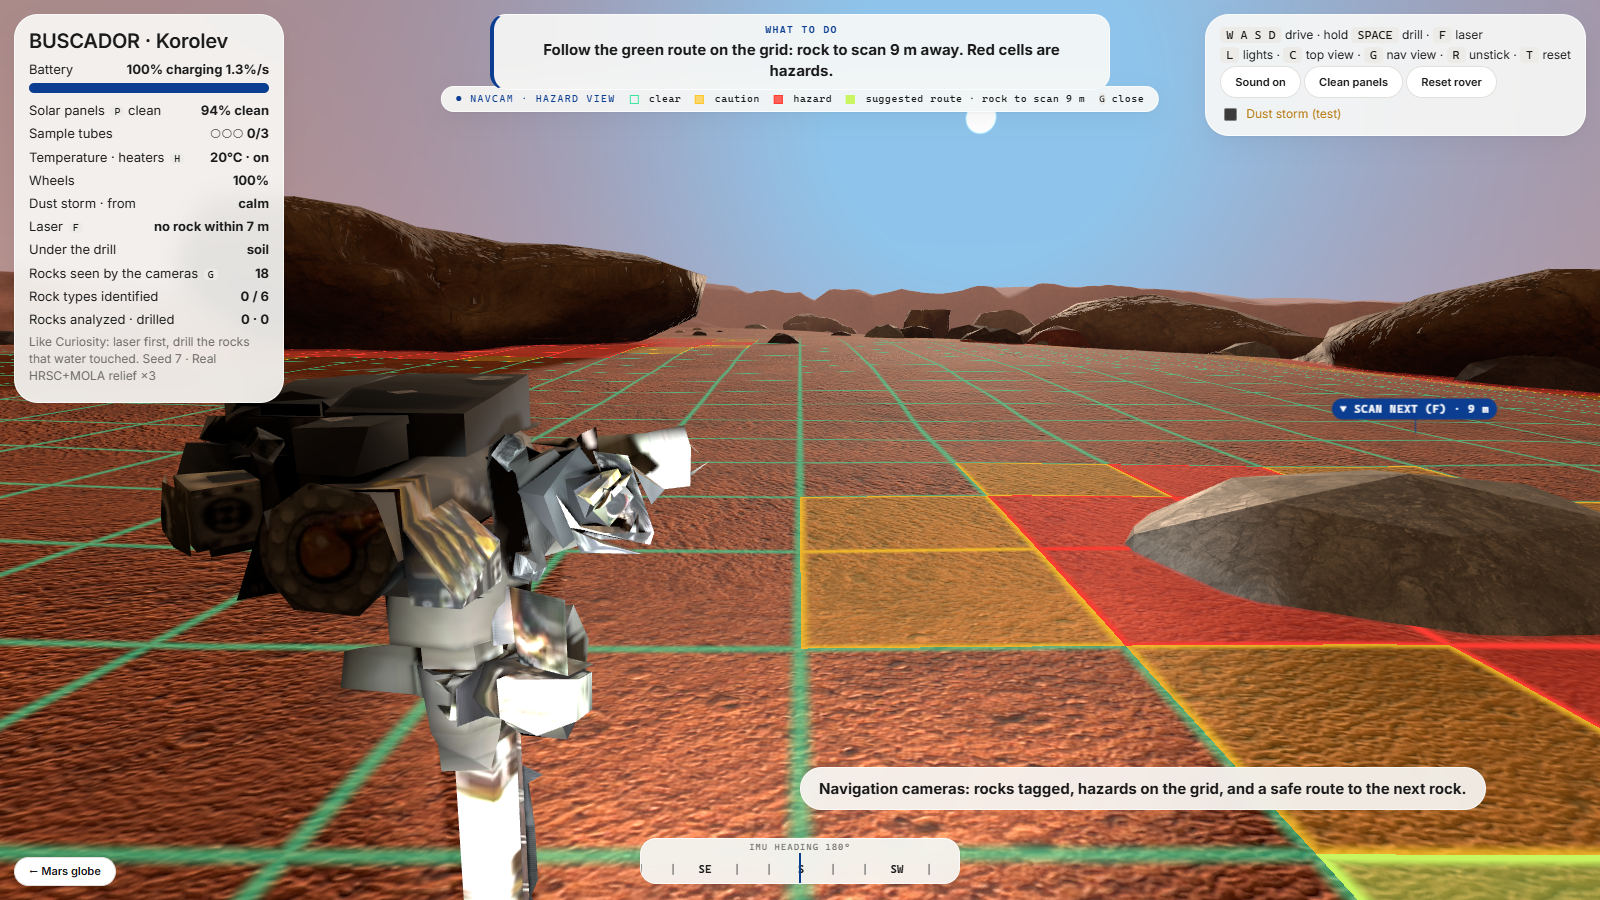 BUSCADOR · Korolev
Battery 100% charging 1.3%/s
Solar panels P clean 94% clean
Sample tubes ○○○ 0/3
Temperature · heaters H 20°C · on
Wheels 100%
Dust storm · from calm
Laser F no rock within 7 m
Under the drill soil
Rocks seen by the cameras G 18
Rock types identified 0 / 6
Rocks analyzed · drilled 0 · 0
Like Curiosity: laser first, drill the rocks
that water touched. Seed 7 · Real
HRSC+MOLA relief ×3
WHAT TO DO
Follow the green route on the grid: rock to scan 9 m away. Red cells are
hazards.
NAVCAM · HAZARD VIEW clear caution hazard suggested route · rock to scan 9 m G close
W A S D drive · hold SPACE drill · F laser
L lights · C top view · G nav view · R unstick · T reset
Sound on Clean panels Reset rover
Dust storm (test)
▼ SCAN NEXT (F) · 9 m
Navigation cameras: rocks tagged, hazards on the grid, and a safe route to the next rock.
IMU HEADING 180°
| SE | | S | | SW |
← Mars globe